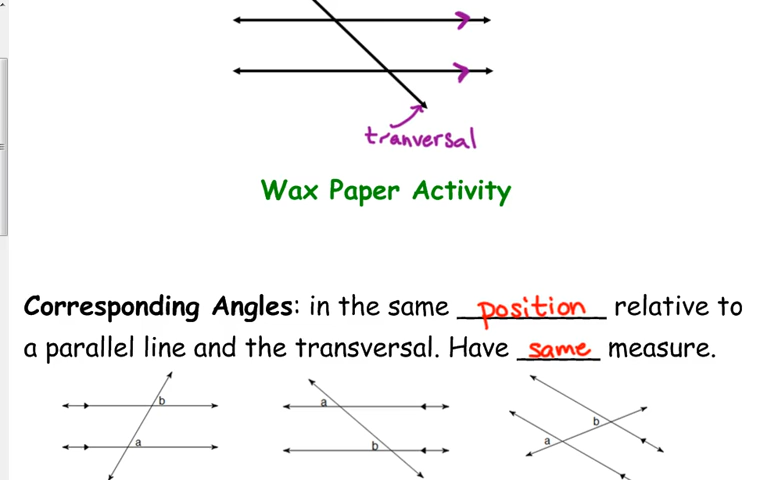 tranversal
Wax Paper Activity
Corresponding Angles: in the same position relative to
a parallel line and the transversal. Have same measure.
b a
a b
b a